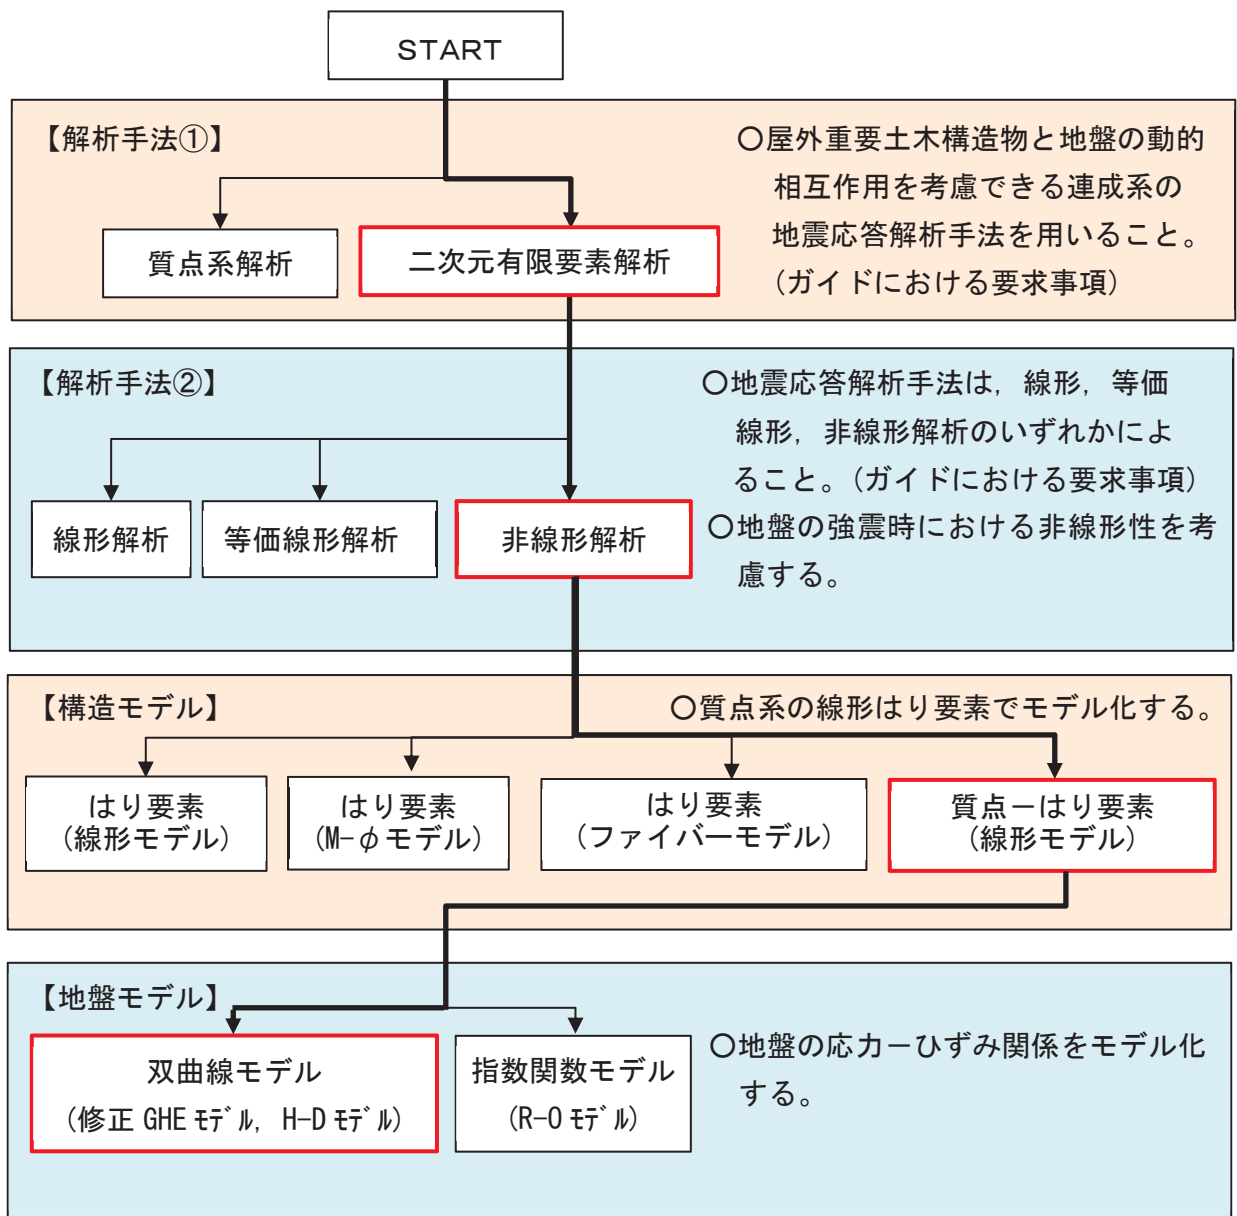 START
【解析手法①】
〇屋外重要土木構造物と地盤の動的
相互作用を考慮できる連成系の
地震応答解析手法を用いること。
(ガイドにおける要求事項)
質点系解析
二次元有限要素解析
【解析手法②】
〇地震応答解析手法は，線形，等価
線形，非線形解析のいずれかによ
ること。(ガイドにおける要求事項)
〇地盤の強震時における非線形性を考
慮する。
線形解析
等価線形解析
非線形解析
【構造モデル】
〇質点系の線形はり要素でモデル化する。
はり要素
(線形モデル)
はり要素
(M-φモデル)
はり要素
(ファイバーモデル)
質点－はり要素
(線形モデル)
【地盤モデル】
〇地盤の応力－ひずみ関係をモデル化
する。
双曲線モデル
(修正 GHE ﾓﾃﾞﾙ, H-D ﾓﾃﾞﾙ)
指数関数モデル
(R-O ﾓﾃﾞﾙ)